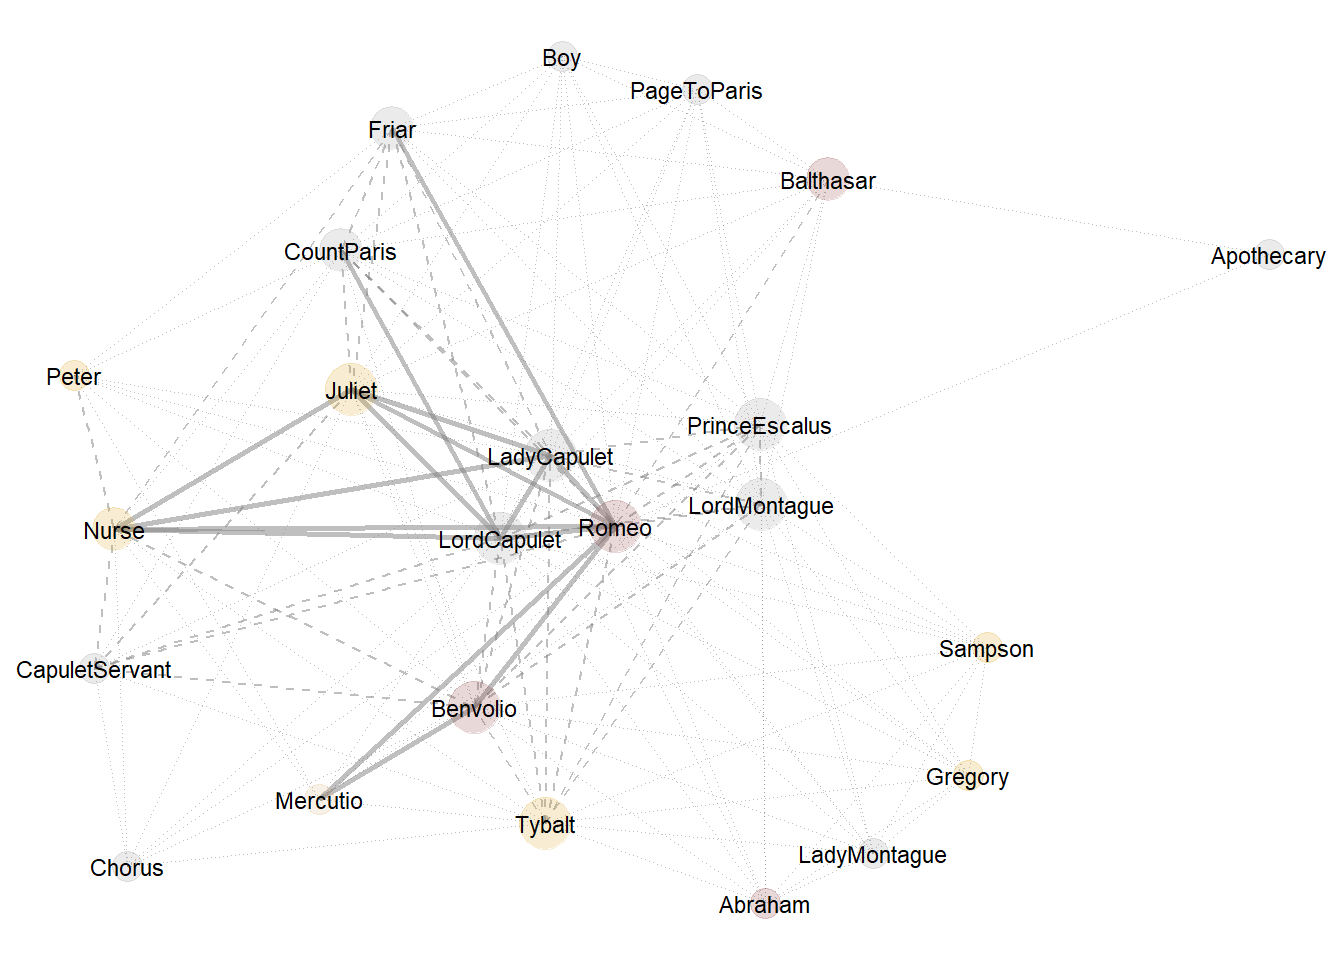 Boy
PageToParis
Friar
Balthasar
CountParis
Apothecary
Peter
Juliet
PrinceEscalus
LadyCapulet
LordMontague
Nurse
LordCapulet
Romeo
Sampson
CapuletServant
Benvolio
Gregory
Mercutio
Tybalt
LadyMontague
Chorus
Abraham